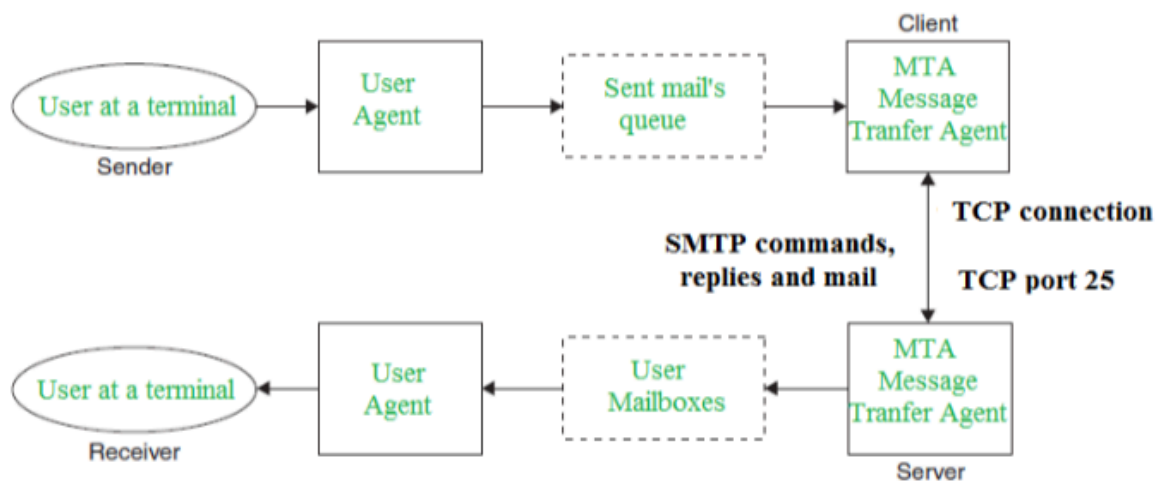 Client
User at a terminal
Sender
User
Agent
Sent mail's
queue
MTA
Message
Tranfer Agent
TCP connection
SMTP commands,
replies and mail
TCP port 25
User at a terminal
Receiver
User
Agent
User
Mailboxes
MTA
Message
Tranfer Agent
Server